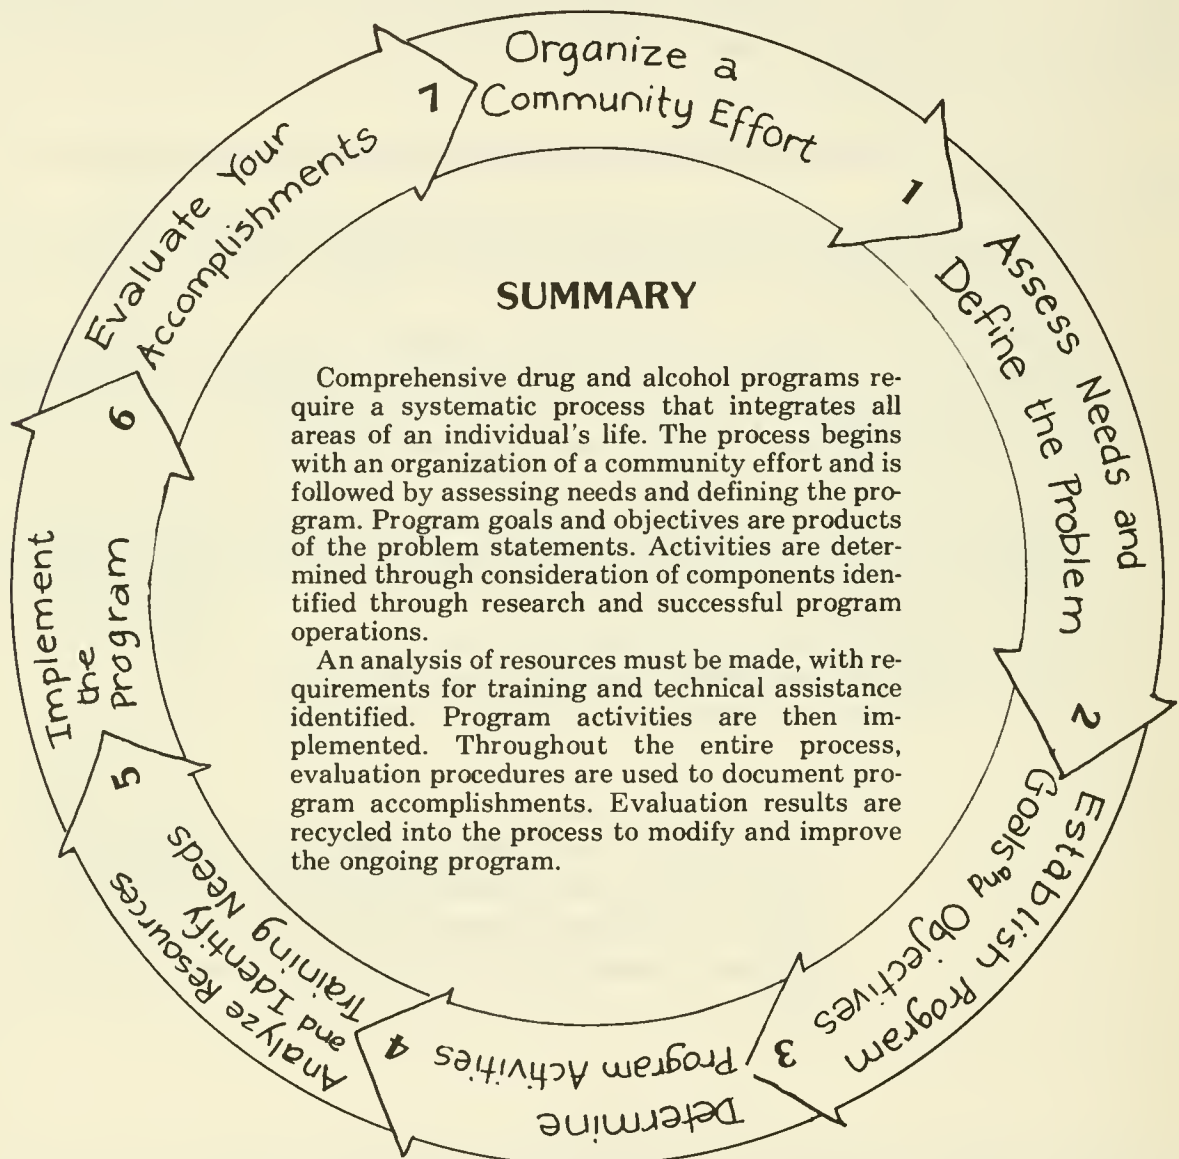 Organize a
Community Effort
1
Assess Needs and
Define the Problem
2
Establish Program
Goals and Objectives
3
Determine
Program Activities
4
Analyze Resources
and Identify
Training Needs
5
Implement
the
Program
6
Evaluate Your
Accomplishments
7
SUMMARY
Comprehensive drug and alcohol programs re-
quire a systematic process that integrates all
areas of an individual's life. The process begins
with an organization of a community effort and is
followed by assessing needs and defining the pro-
gram. Program goals and objectives are products
of the problem statements. Activities are deter-
mined through consideration of components iden-
tified through research and successful program
operations.
An analysis of resources must be made, with re-
quirements for training and technical assistance
identified. Program activities are then im-
plemented. Throughout the entire process,
evaluation procedures are used to document pro-
gram accomplishments. Evaluation results are
recycled into the process to modify and improve
the ongoing program.